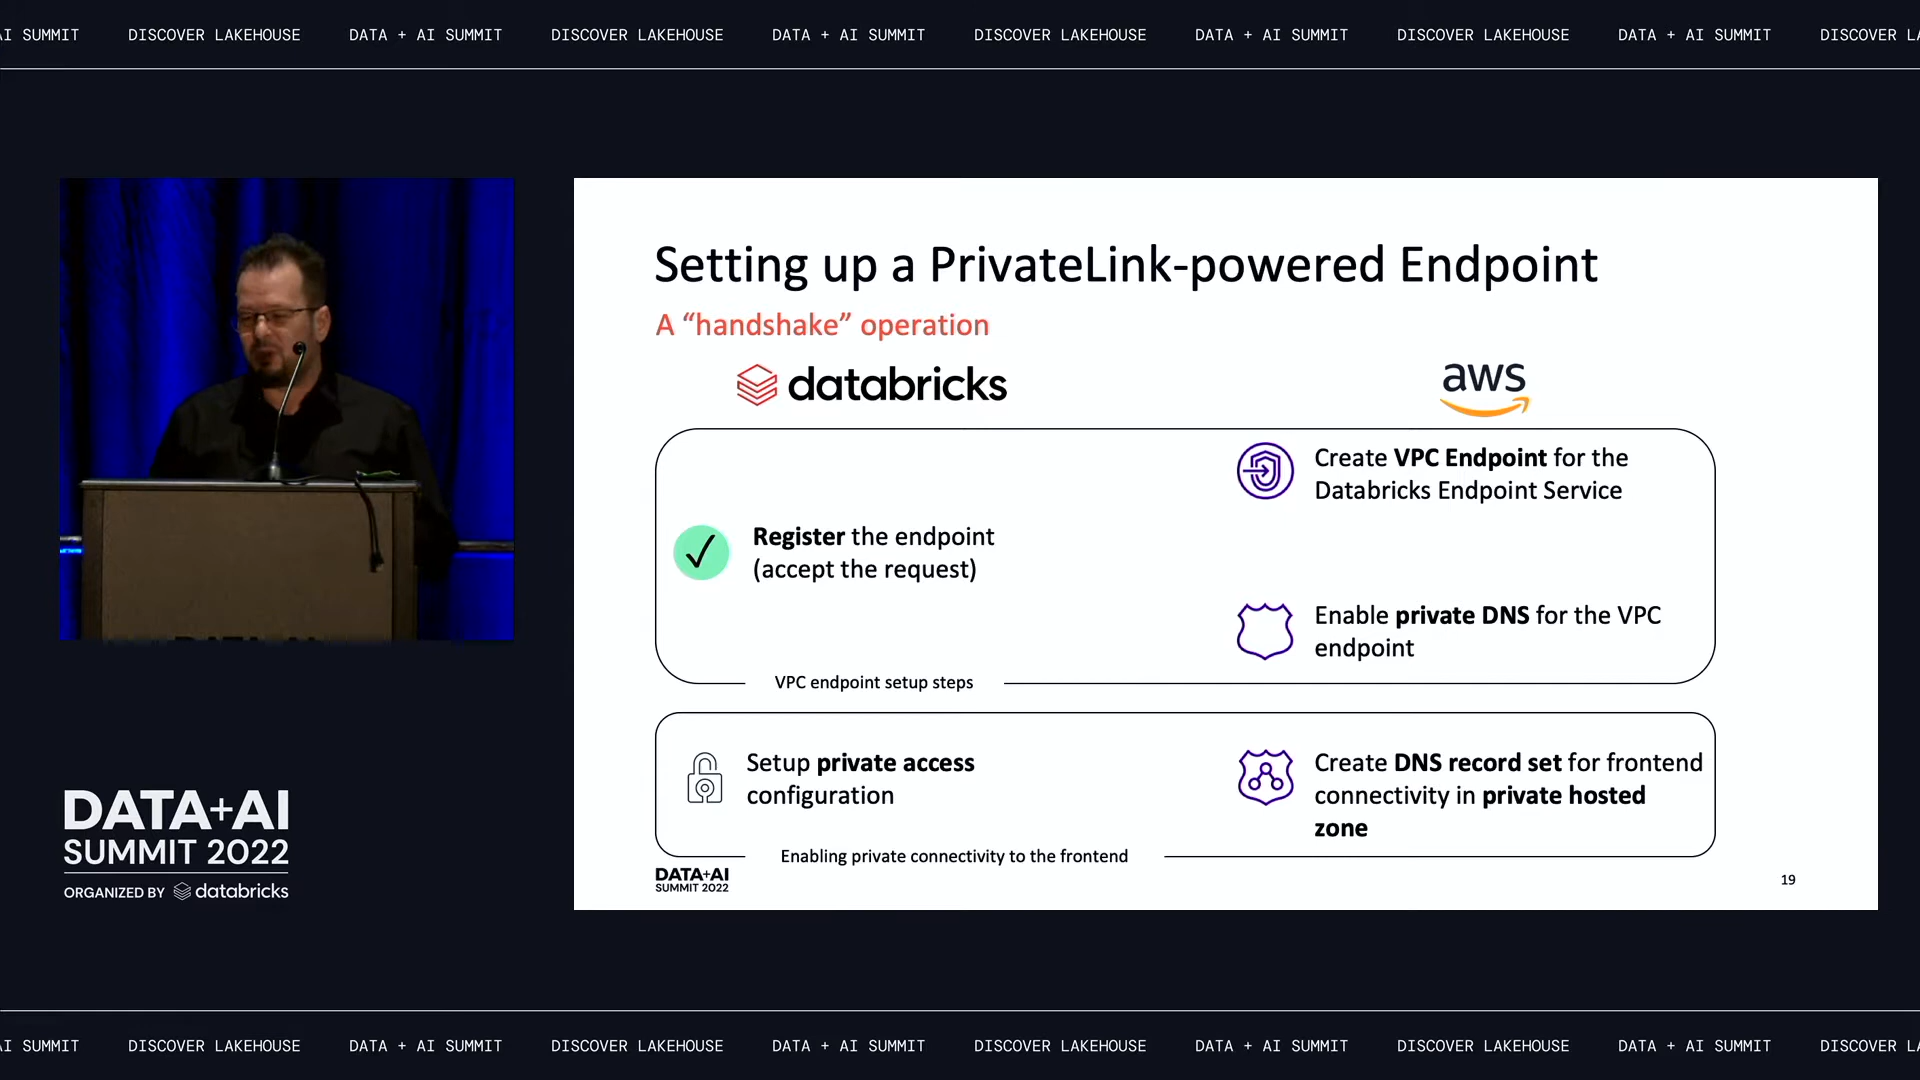 AI SUMMIT DISCOVER LAKEHOUSE DATA + AI SUMMIT DISCOVER LAKEHOUSE DATA + AI SUMMIT DISCOVER LAKEHOUSE DATA + AI SUMMIT DISCOVER LAKEHOUSE DATA + AI SUMMIT DISCOVER LA
Setting up a PrivateLink-powered Endpoint
A “handshake” operation
databricks
aws
Create VPC Endpoint for the
Databricks Endpoint Service
Register the endpoint
(accept the request)
Enable private DNS for the VPC
endpoint
VPC endpoint setup steps
Setup private access
configuration
Create DNS record set for frontend
connectivity in private hosted
zone
Enabling private connectivity to the frontend
DATA+AI
SUMMIT 2022
19
DATA+AI
SUMMIT 2022
ORGANIZED BY databricks
AI SUMMIT DISCOVER LAKEHOUSE DATA + AI SUMMIT DISCOVER LAKEHOUSE DATA + AI SUMMIT DISCOVER LAKEHOUSE DATA + AI SUMMIT DISCOVER LAKEHOUSE DATA + AI SUMMIT DISCOVER LA